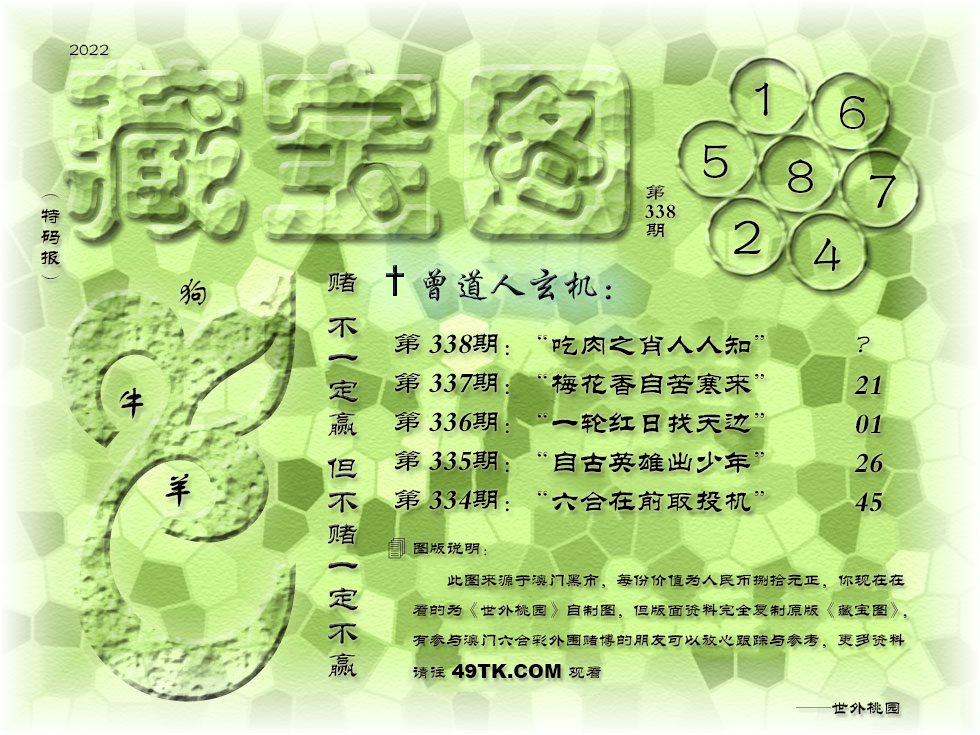 2022
藏宝图
（特码报）
第
338
期
1
6
5
8
7
2
4
狗
牛
羊
赌不一定赢 但不赌一定不赢
曾道人玄机：
第 338期：“吃肉之肖人人知” ?
第 337期：“梅花香自苦寒来” 21
第 336期：“一轮红日找天边” 01
第 335期：“自古英雄出少年” 26
第 334期：“六合在前取投机” 45
图版说明：
此图来源于澳门黑市，每份价值为人民币捌拾元正，你现在在
看的为《世外桃园》自制图，但版面资料完全复制原版《藏宝图》，
有参与澳门六合彩外围赌博的朋友可以放心跟踪与参考，更多资料
请往 49TK.COM 观看
——世外桃园